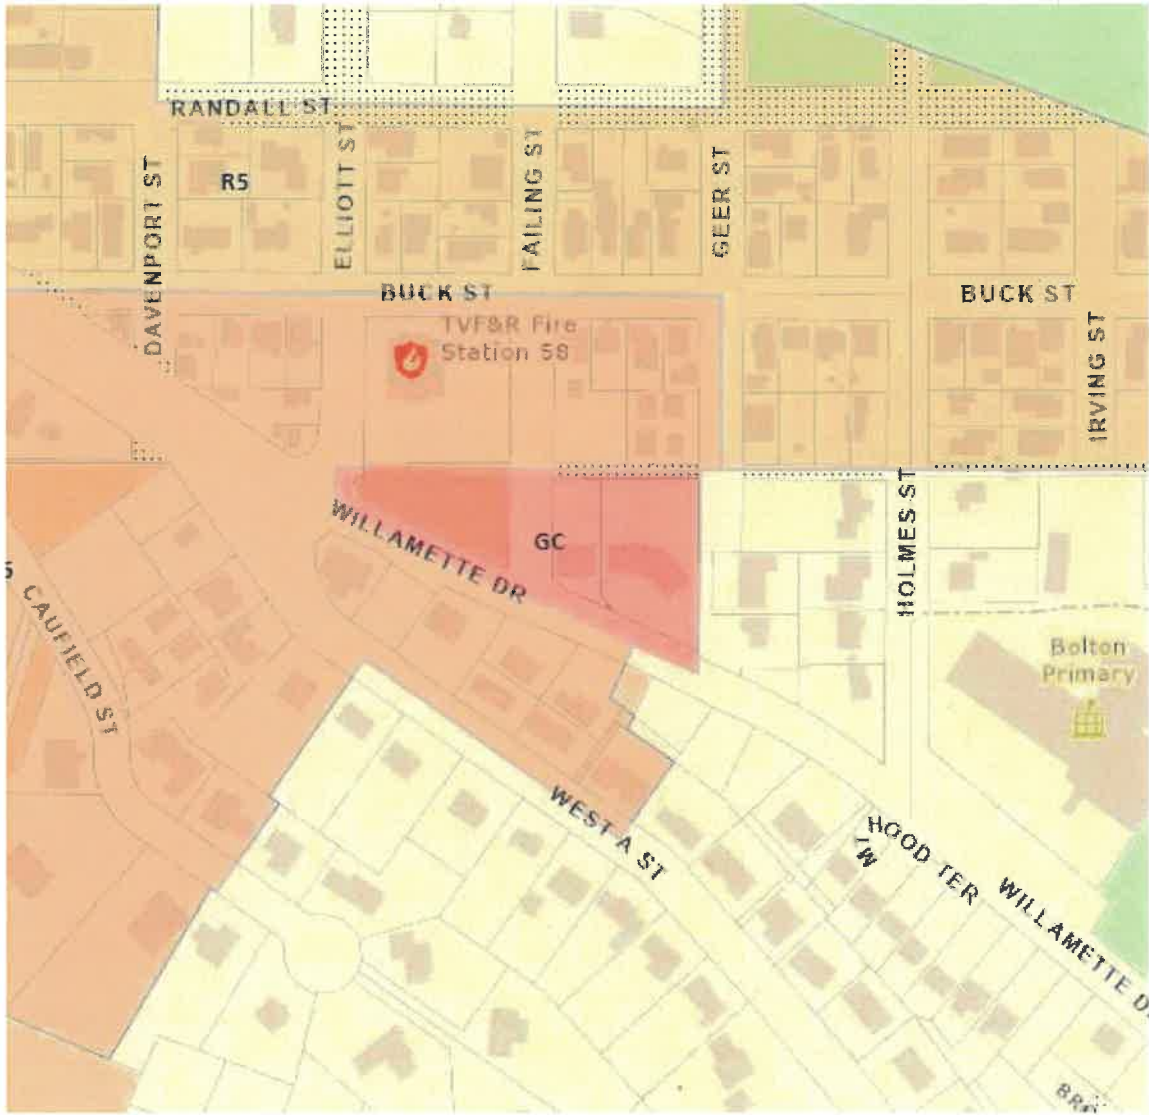 RANDALL ST
R5
DAVENPORT ST
ELLIOTT ST
FAILING ST
GEER ST
BUCK ST
BUCK ST
TVF&R Fire
Station 58
IRVING ST
WILLAMETTE DR
GC
HOLMES ST
CAUFIELD ST
Bolton
Primary
WEST A ST
MT
HOOD TER
WILLAMETTE D